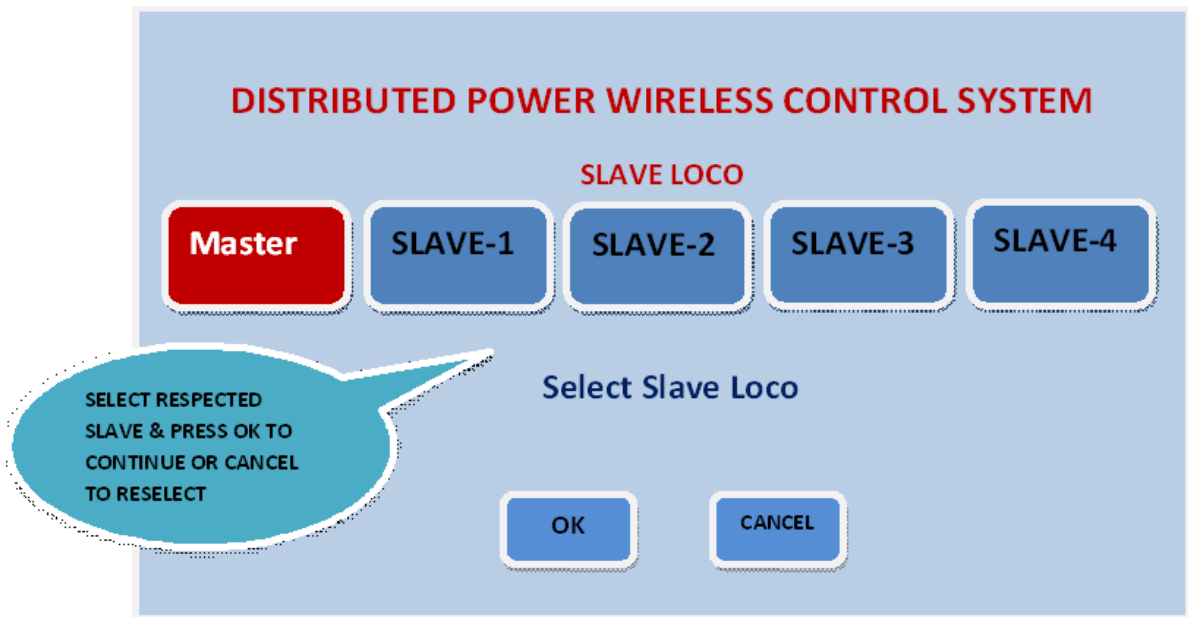 DISTRIBUTED POWER WIRELESS CONTROL SYSTEM
SLAVE LOCO
Master
SLAVE-1
SLAVE-2
SLAVE-3
SLAVE-4
Select Slave Loco
SELECT RESPECTED
SLAVE & PRESS OK TO
CONTINUE OR CANCEL
TO RESELECT
OK
CANCEL